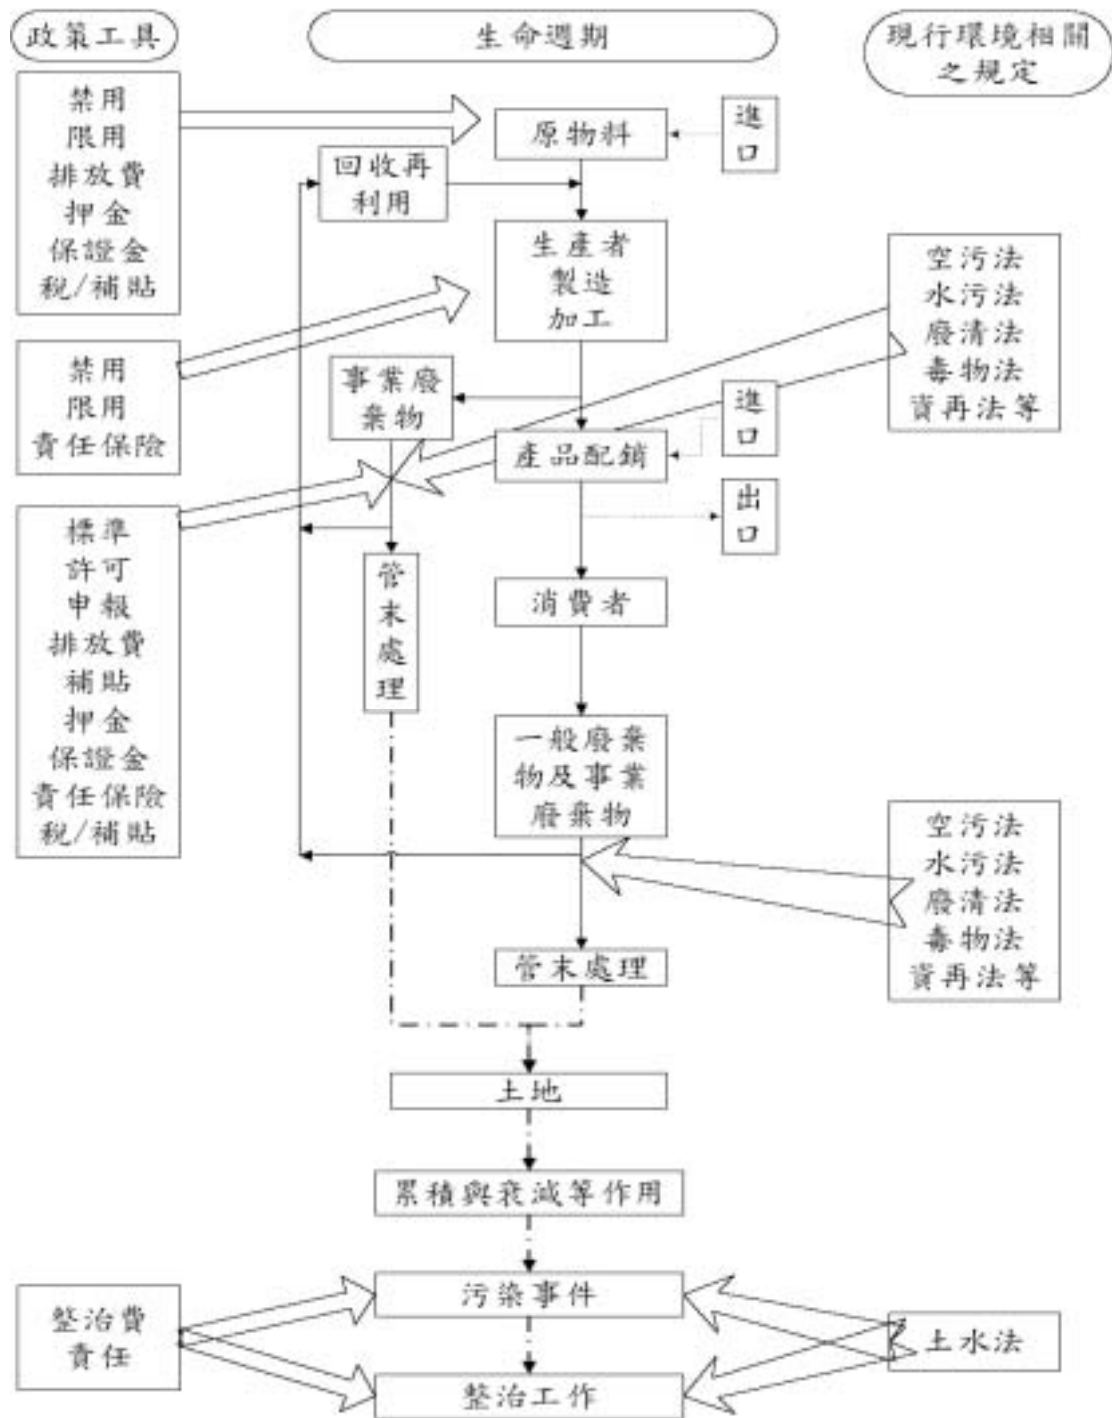 政策工具
生命週期
現行環境相關
之規定
禁用
限用
排放費
押金
保證金
稅/補貼
原物料
進
口
回收再
利用
生產者
製造
加工
空污法
水污法
廢清法
毒物法
資再法等
禁用
限用
責任保險
事業廢
棄物
進
口
產品配銷
出
口
標準
許可
申報
排放費
補貼
押金
保證金
責任保險
稅/補貼
管
末
處
理
消費者
一般廢棄
物及事業
廢棄物
空污法
水污法
廢清法
毒物法
資再法等
管末處理
土地
累積與衰減等作用
整治費
責任
污染事件
土水法
整治工作